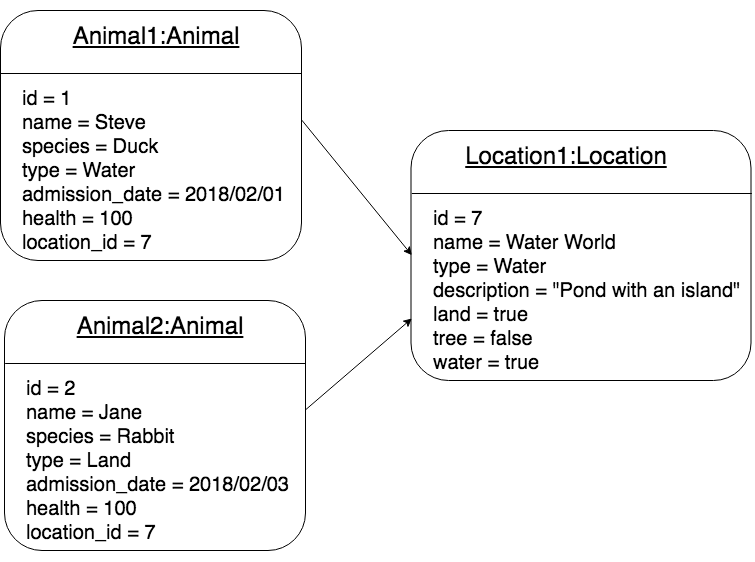 Animal1:Animal
id = 1
name = Steve
species = Duck
type = Water
admission_date = 2018/02/01
health = 100
location_id = 7
Location1:Location
id = 7
name = Water World
type = Water
description = "Pond with an island"
land = true
tree = false
water = true
Animal2:Animal
id = 2
name = Jane
species = Rabbit
type = Land
admission_date = 2018/02/03
health = 100
location_id = 7